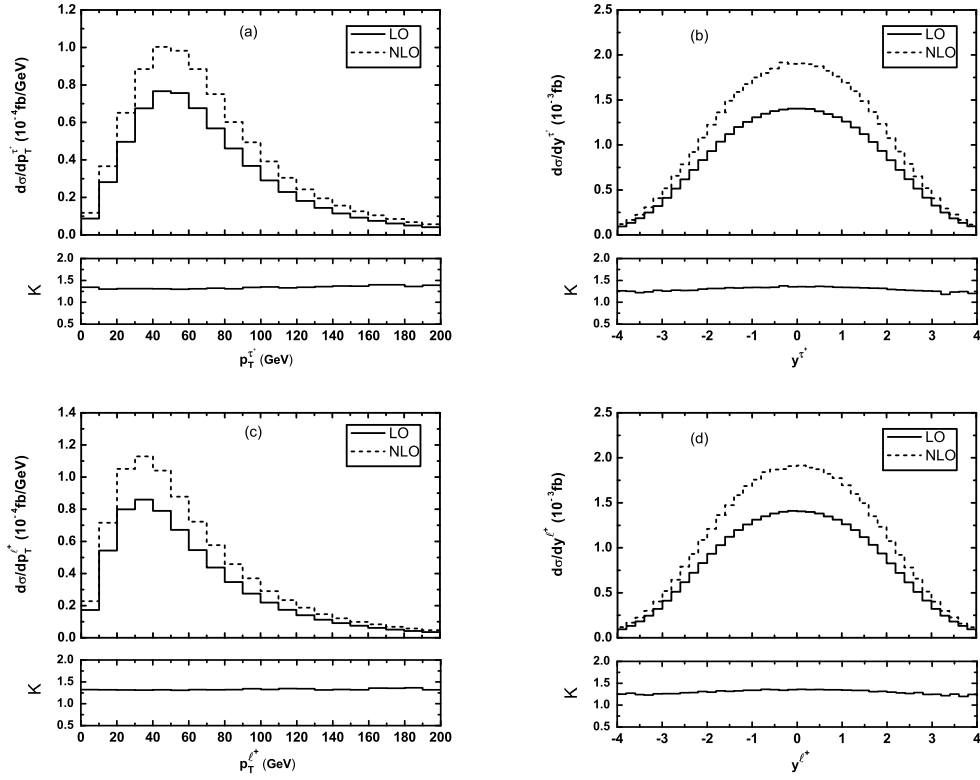 (a)
LO
NLO
dσ/dp_T^{τ⁺} (10⁻⁴fb/GeV)
1.2
1.0
0.8
0.6
0.4
0.2
0.0
K
2.0
1.5
1.0
0.5
0 20 40 60 80 100 120 140 160 180 200
p_T^{τ⁺} (GeV)
(b)
LO
NLO
dσ/dy^{τ⁺} (10⁻³fb)
2.5
2.0
1.5
1.0
0.5
0.0
K
2.0
1.5
1.0
0.5
-4 -3 -2 -1 0 1 2 3 4
y^{τ⁺}
(c)
LO
NLO
dσ/dp_T^{ℓ⁺} (10⁻⁴fb/GeV)
1.4
1.2
1.0
0.8
0.6
0.4
0.2
0.0
K
2.0
1.5
1.0
0.5
0 20 40 60 80 100 120 140 160 180 200
p_T^{ℓ⁺} (GeV)
(d)
LO
NLO
dσ/dy^{ℓ⁺} (10⁻³fb)
2.5
2.0
1.5
1.0
0.5
0.0
K
2.0
1.5
1.0
0.5
-4 -3 -2 -1 0 1 2 3 4
y^{ℓ⁺}